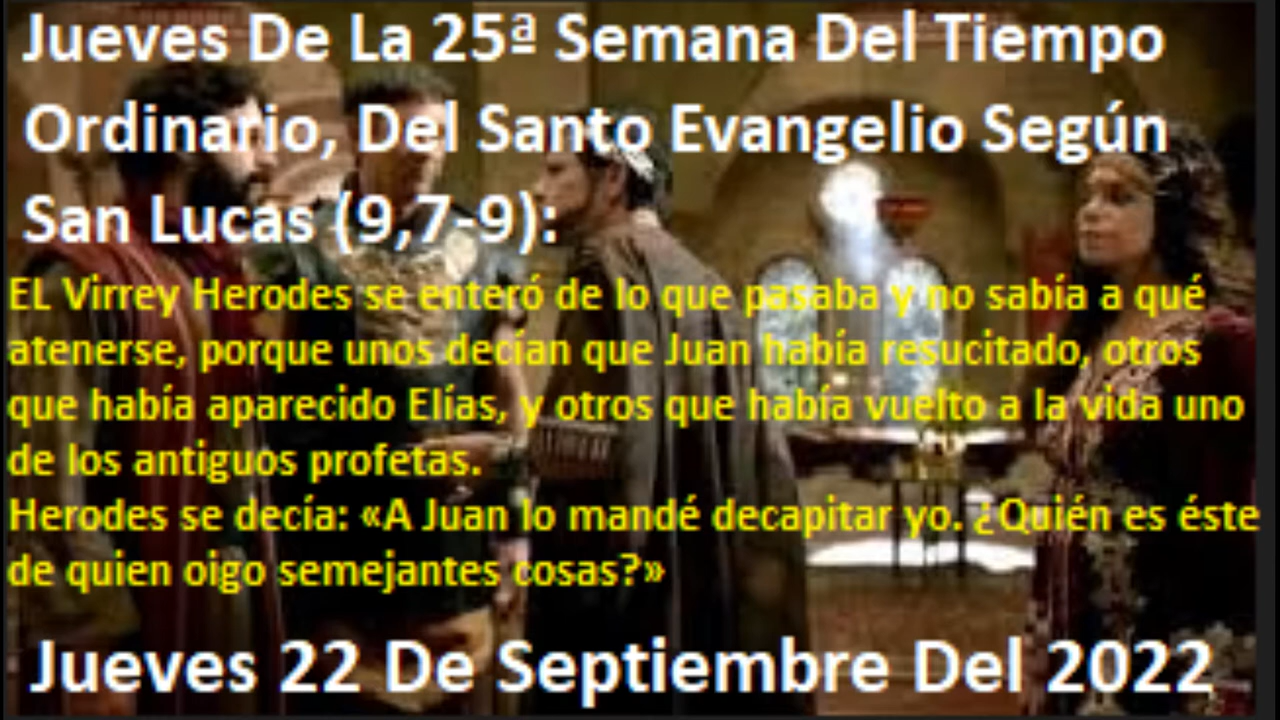 Jueves De La 25ª Semana Del Tiempo
Ordinario, Del Santo Evangelio Según
San Lucas (9,7-9):
EL Virrey Herodes se enteró de lo que pasaba y no sabía a qué
atenerse, porque unos decían que Juan había resucitado, otros
que había aparecido Elías, y otros que había vuelto a la vida uno
de los antiguos profetas.
Herodes se decía: «A Juan lo mandé decapitar yo. ¿Quién es éste
de quien oigo semejantes cosas?»
Jueves 22 De Septiembre Del 2022